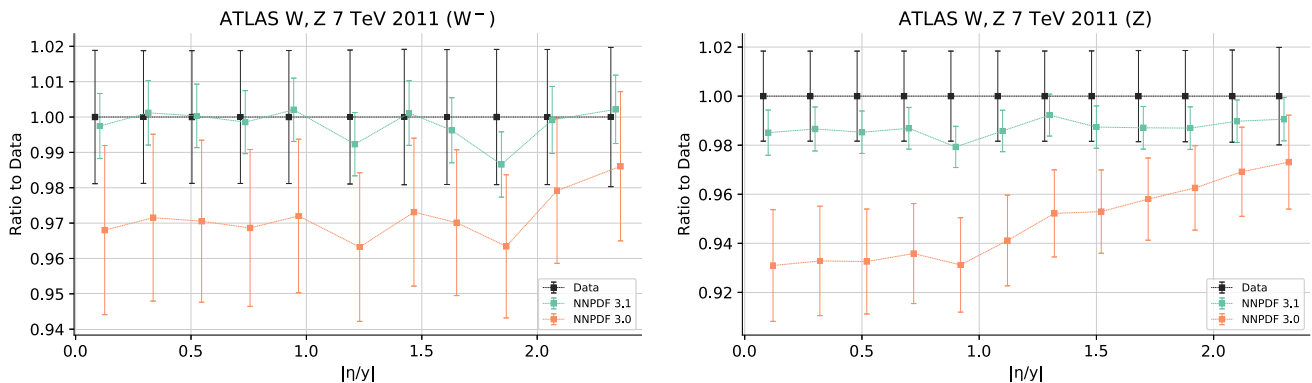 ATLAS W, Z 7 TeV 2011 (W⁻)
1.02
1.01
1.00
0.99
0.98
0.97
0.96
0.95
0.94
Ratio to Data
0.0
0.5
1.0
1.5
2.0
|η/y|
Data
NNPDF 3.1
NNPDF 3.0
ATLAS W, Z 7 TeV 2011 (Z)
1.02
1.00
0.98
0.96
0.94
0.92
Ratio to Data
0.0
0.5
1.0
1.5
2.0
|η/y|
Data
NNPDF 3.1
NNPDF 3.0